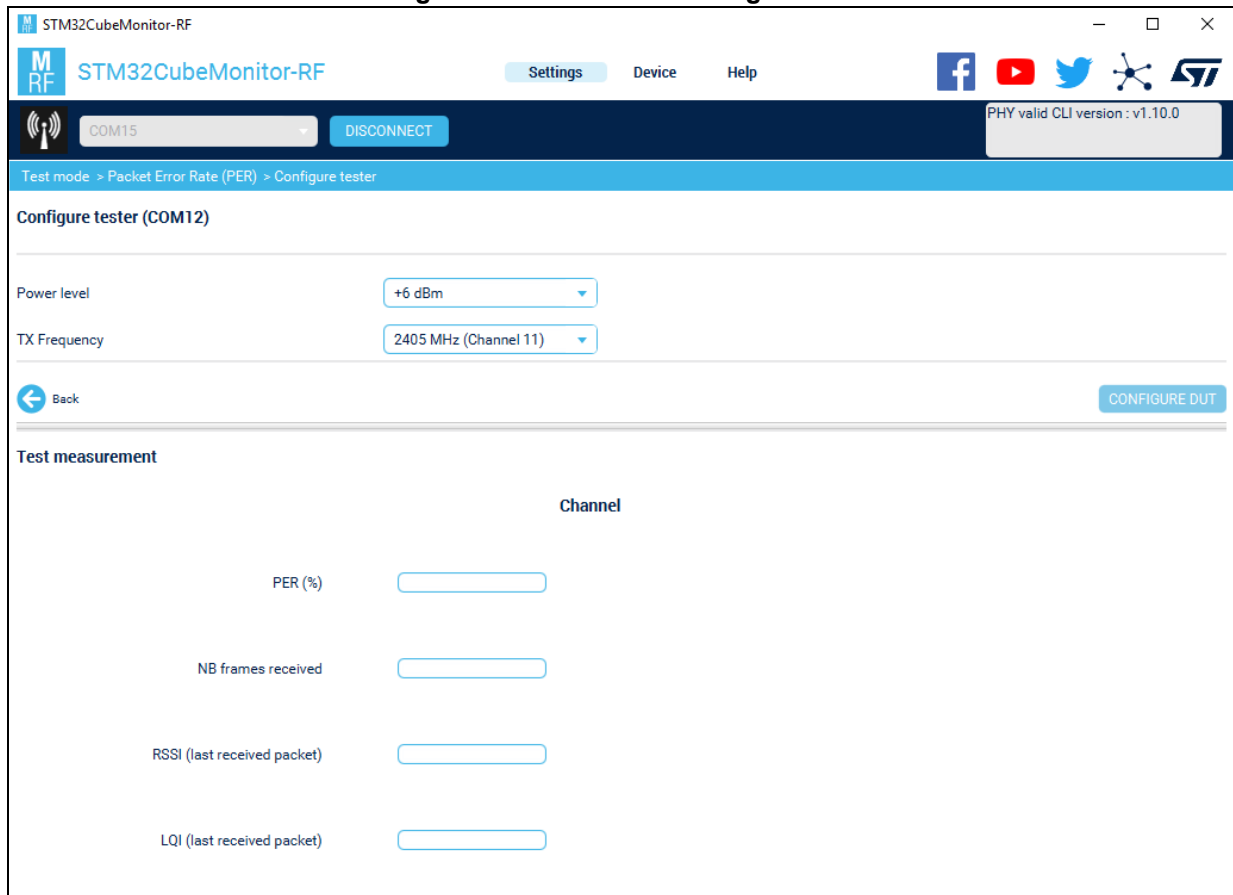 STM32CubeMonitor-RF
M
RF
STM32CubeMonitor-RF
Settings Device Help
COM15
DISCONNECT
PHY valid CLI version : v1.10.0
Test mode > Packet Error Rate (PER) > Configure tester
Configure tester (COM12)
Power level
+6 dBm
TX Frequency
2405 MHz (Channel 11)
Back
CONFIGURE DUT
Test measurement
Channel
PER (%)
NB frames received
RSSI (last received packet)
LQI (last received packet)